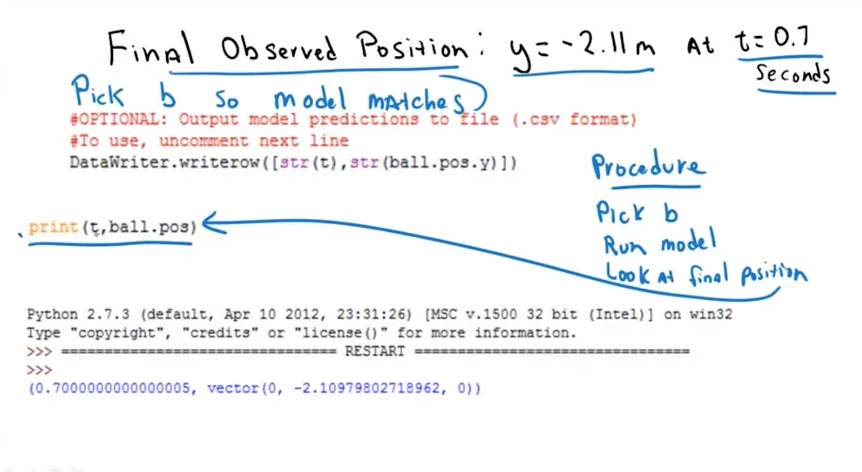 Final Observed Position: y = -2.11 m At t = 0.7 seconds
Pick b so model matches
#OPTIONAL: Output model predictions to file (.csv format)
#To use, uncomment next line
DataWriter.writerow([str(t),str(ball.pos.y)])
Procedure
Pick b
Run model
Look At final position
print(t,ball.pos)
Python 2.7.3 (default, Apr 10 2012, 23:31:26) [MSC v.1500 32 bit (Intel)] on win32
Type "copyright", "credits" or "license()" for more information.
>>> ================================ RESTART ================================
>>>
(0.7000000000000005, vector(0, -2.10979802718962, 0))